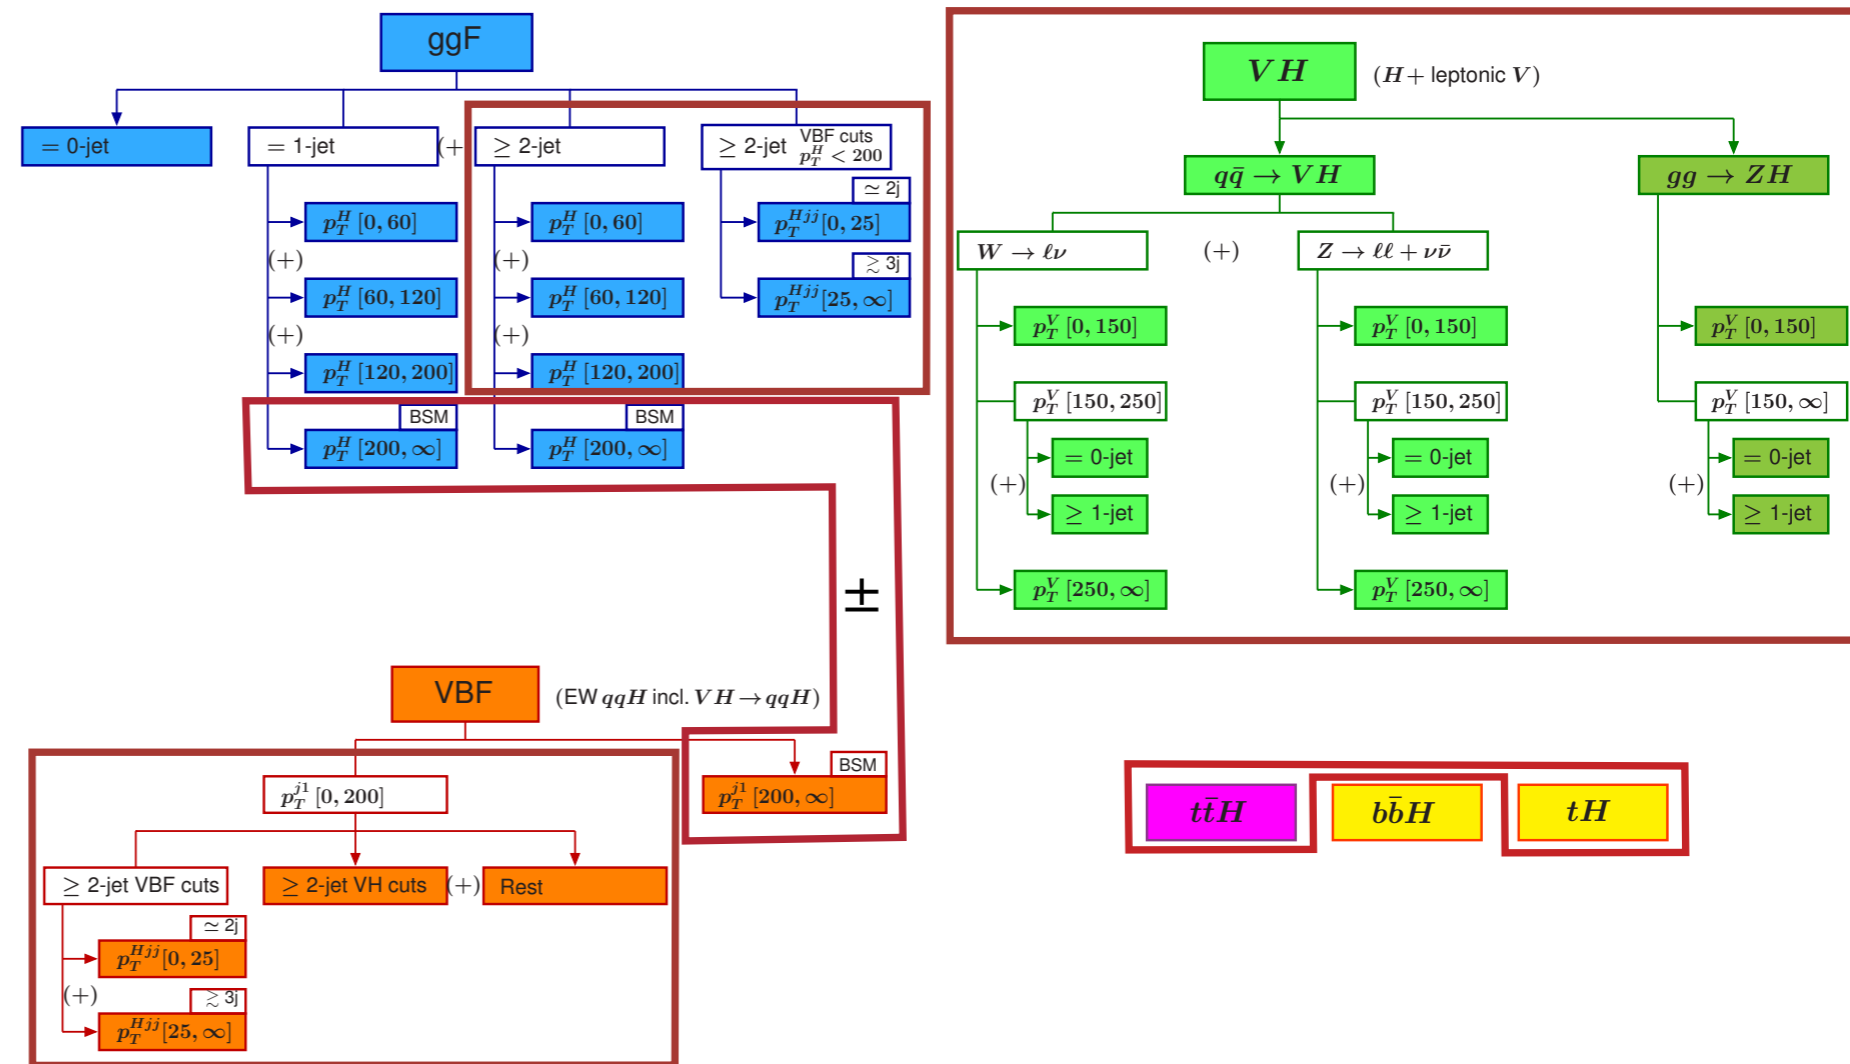 ggF
= 0-jet
= 1-jet
(+
≥ 2-jet
≥ 2-jet VBF cuts
p_T^H < 200
p_T^H [0, 60]
(+)
p_T^H [60, 120]
(+)
p_T^H [120, 200]
BSM
p_T^H [200, ∞]
p_T^H [0, 60]
(+)
p_T^H [60, 120]
(+)
p_T^H [120, 200]
BSM
p_T^H [200, ∞]
≃ 2j
p_T^{Hjj} [0, 25]
≳ 3j
p_T^{Hjj} [25, ∞]
±
VBF
(EW qqH incl. VH → qqH)
p_T^{j1} [0, 200]
BSM
p_T^{j1} [200, ∞]
≥ 2-jet VBF cuts
≥ 2-jet VH cuts
(+)
Rest
≃ 2j
p_T^{Hjj} [0, 25]
(+)
≳ 3j
p_T^{Hjj} [25, ∞]
VH
(H + leptonic V)
qq̄ → VH
gg → ZH
W → ℓν
(+)
Z → ℓℓ + νν̄
p_T^V [0, 150]
p_T^V [150, 250]
= 0-jet
(+)
≥ 1-jet
p_T^V [250, ∞]
p_T^V [0, 150]
p_T^V [150, 250]
= 0-jet
(+)
≥ 1-jet
p_T^V [250, ∞]
p_T^V [0, 150]
p_T^V [150, ∞]
= 0-jet
(+)
≥ 1-jet
tt̄H
bb̄H
tH